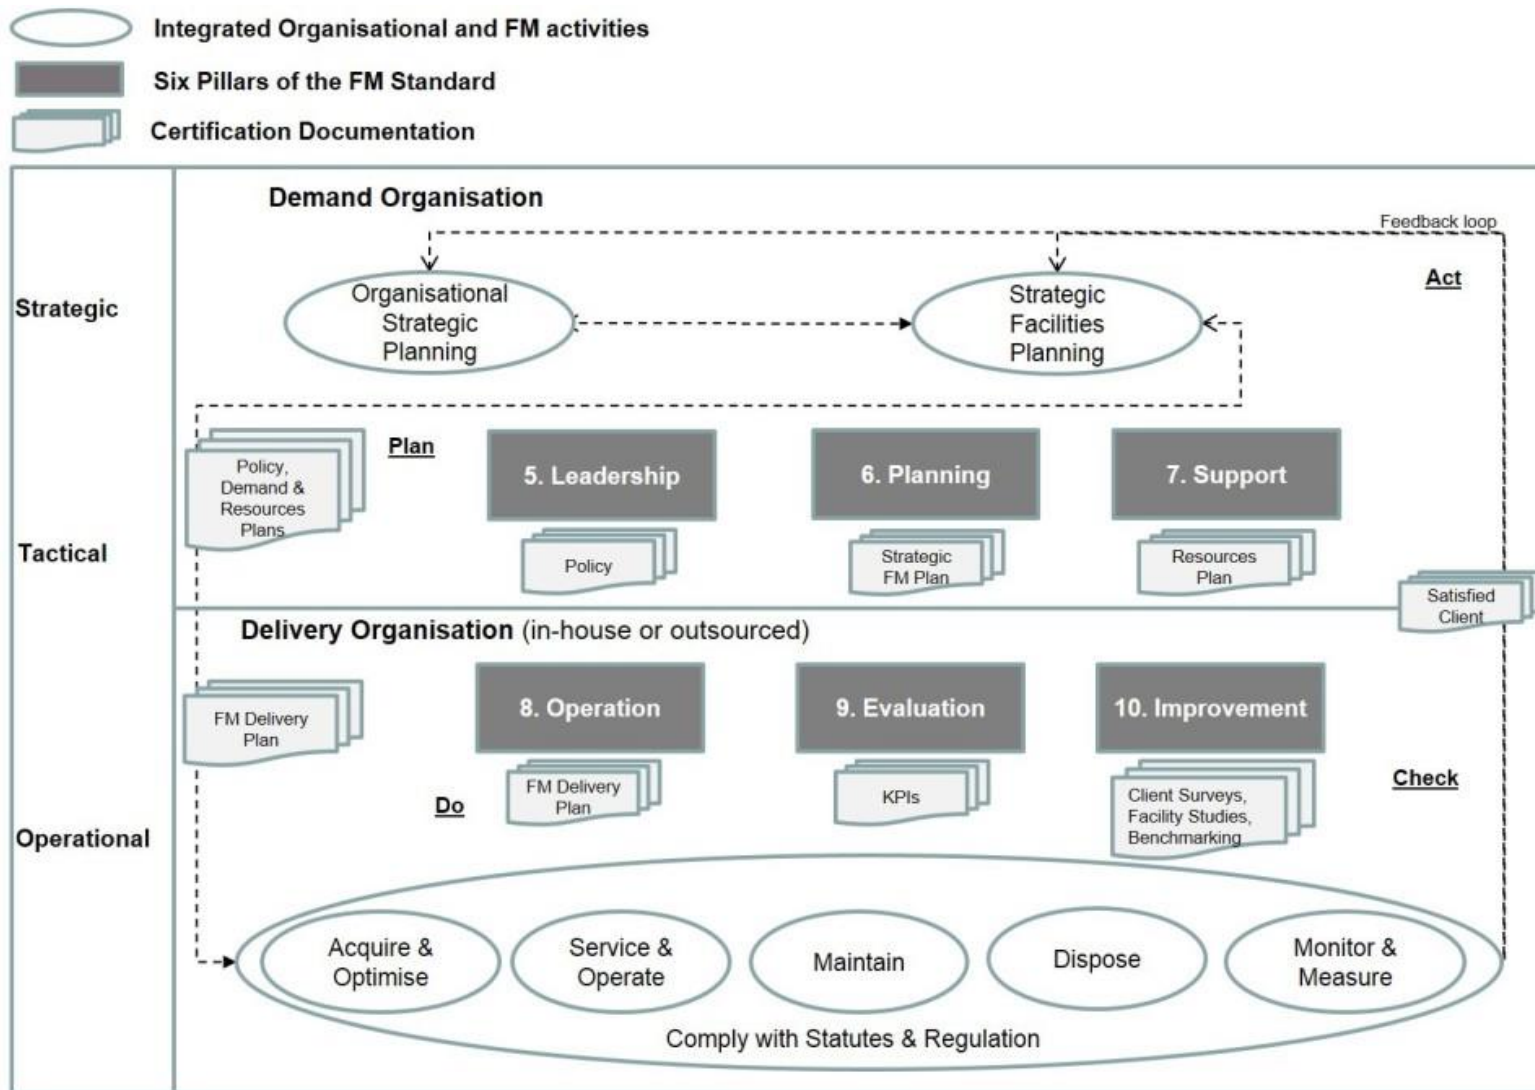 Integrated Organisational and FM activities
Six Pillars of the FM Standard
Certification Documentation
Demand Organisation
Feedback loop
Strategic
Organisational
Strategic
Planning
Strategic
Facilities
Planning
Act
Plan
Policy,
Demand &
Resources
Plans
5. Leadership
6. Planning
7. Support
Tactical
Policy
Strategic
FM Plan
Resources
Plan
Satisfied
Client
Delivery Organisation (in-house or outsourced)
FM Delivery
Plan
8. Operation
9. Evaluation
10. Improvement
Operational
Do
FM Delivery
Plan
KPIs
Client Surveys,
Facility Studies,
Benchmarking
Check
Acquire &
Optimise
Service &
Operate
Maintain
Dispose
Monitor &
Measure
Comply with Statutes & Regulation